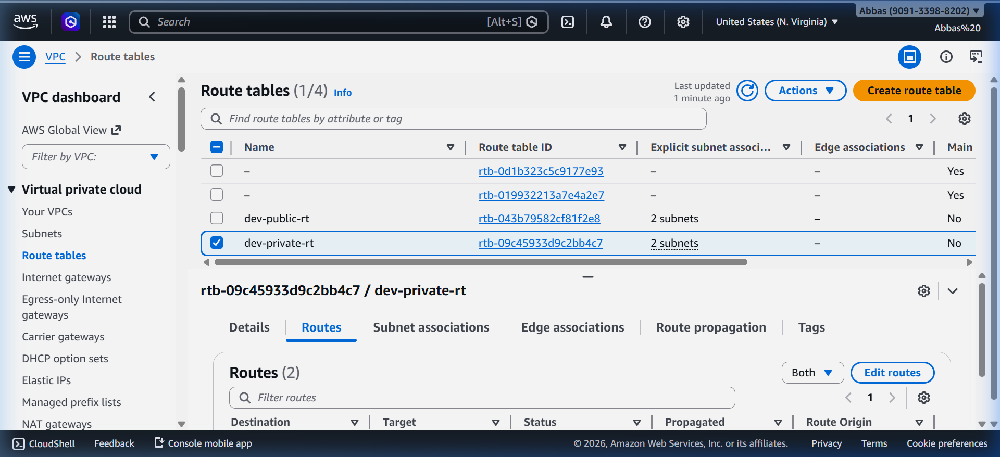 aws
Search [Alt+S]
United States (N. Virginia)
Abbas (9091-3398-8202)
Abbas%20
VPC
Route tables
VPC dashboard
AWS Global View
Filter by VPC:
Virtual private cloud
Your VPCs
Subnets
Route tables
Internet gateways
Egress-only Internet
gateways
Carrier gateways
DHCP option sets
Elastic IPs
Managed prefix lists
NAT gateways
Route tables (1/4) Info
Last updated
1 minute ago
Actions
Create route table
Find route tables by attribute or tag
1
Name Route table ID Explicit subnet associ... Edge associations Main
– rtb-0d1b323c5c9177e93 – – Yes
– rtb-019932213a7e4a2e7 – – Yes
dev-public-rt rtb-043b79582cf81f2e8 2 subnets – No
dev-private-rt rtb-09c45933d9c2bb4c7 2 subnets – No
rtb-09c45933d9c2bb4c7 / dev-private-rt
Details Routes Subnet associations Edge associations Route propagation Tags
Routes (2)
Both
Edit routes
Filter routes
1
Destination Target Status Propagated Route Origin
CloudShell Feedback Console mobile app © 2026, Amazon Web Services, Inc. or its affiliates. Privacy Terms Cookie preferences